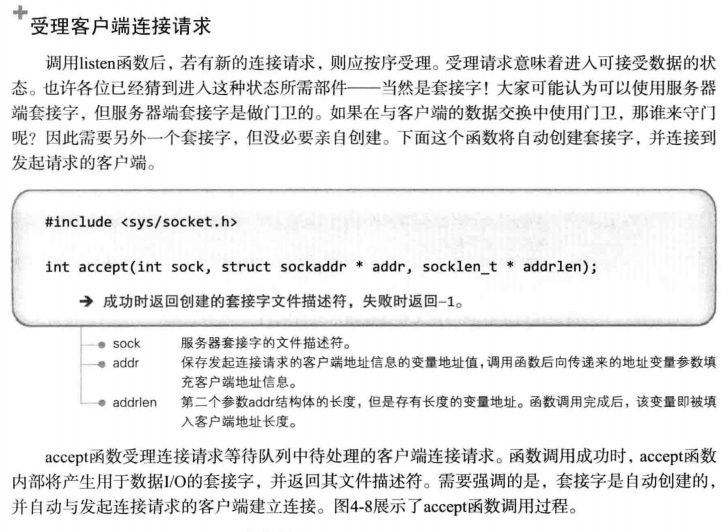 受理客户端连接请求
调用listen函数后，若有新的连接请求，则应按序受理。受理请求意味着进入可接受数据的状
态。也许各位已经猜到进入这种状态所需部件——当然是套接字！大家可能认为可以使用服务器
端套接字，但服务器端套接字是做门卫的。如果在与客户端的数据交换中使用门卫，那谁来守门
呢？因此需要另外一个套接字，但没必要亲自创建。下面这个函数将自动创建套接字，并连接到
发起请求的客户端。
#include <sys/socket.h>
int accept(int sock, struct sockaddr * addr, socklen_t * addrlen);
➔ 成功时返回创建的套接字文件描述符，失败时返回–1。
sock 服务器套接字的文件描述符。
addr 保存发起连接请求的客户端地址信息的变量地址值，调用函数后向传递来的地址变量参数填
充客户端地址信息。
addrlen 第二个参数addr结构体的长度，但是存有长度的变量地址。函数调用完成后，该变量即被填
入客户端地址长度。
accept函数受理连接请求等待队列中待处理的客户端连接请求。函数调用成功时，accept函数
内部将产生用于数据I/O的套接字，并返回其文件描述符。需要强调的是，套接字是自动创建的，
并自动与发起连接请求的客户端建立连接。图4-8展示了accept函数调用过程。